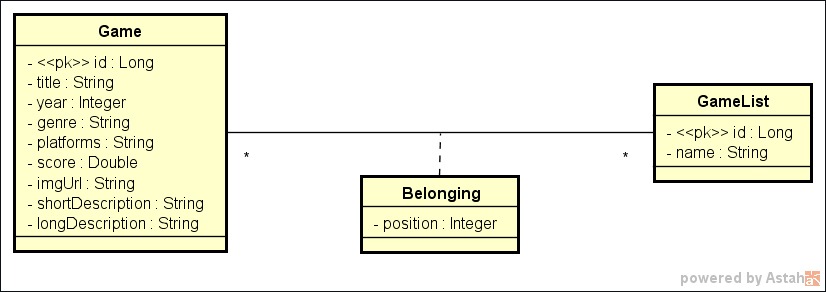 Game
- <<pk>> id : Long
- title : String
- year : Integer
- genre : String
- platforms : String
- score : Double
- imgUrl : String
- shortDescription : String
- longDescription : String
*
*
GameList
- <<pk>> id : Long
- name : String
Belonging
- position : Integer
powered by Astah